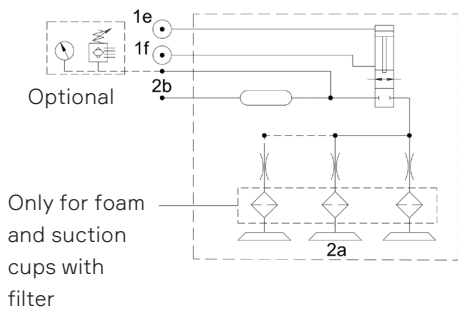 1e
1f
2b
Optional
Only for foam
and suction
cups with
filter
2a